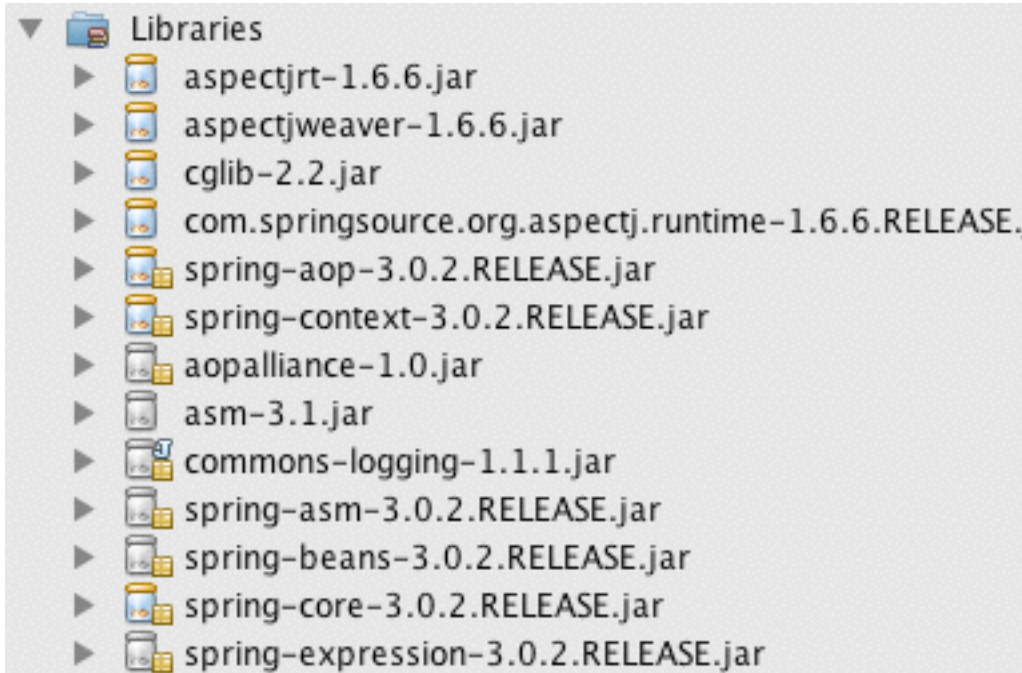 Libraries
aspectjrt-1.6.6.jar
aspectjweaver-1.6.6.jar
cglib-2.2.jar
com.springsource.org.aspectj.runtime-1.6.6.RELEASE.
spring-aop-3.0.2.RELEASE.jar
spring-context-3.0.2.RELEASE.jar
aopalliance-1.0.jar
asm-3.1.jar
commons-logging-1.1.1.jar
spring-asm-3.0.2.RELEASE.jar
spring-beans-3.0.2.RELEASE.jar
spring-core-3.0.2.RELEASE.jar
spring-expression-3.0.2.RELEASE.jar